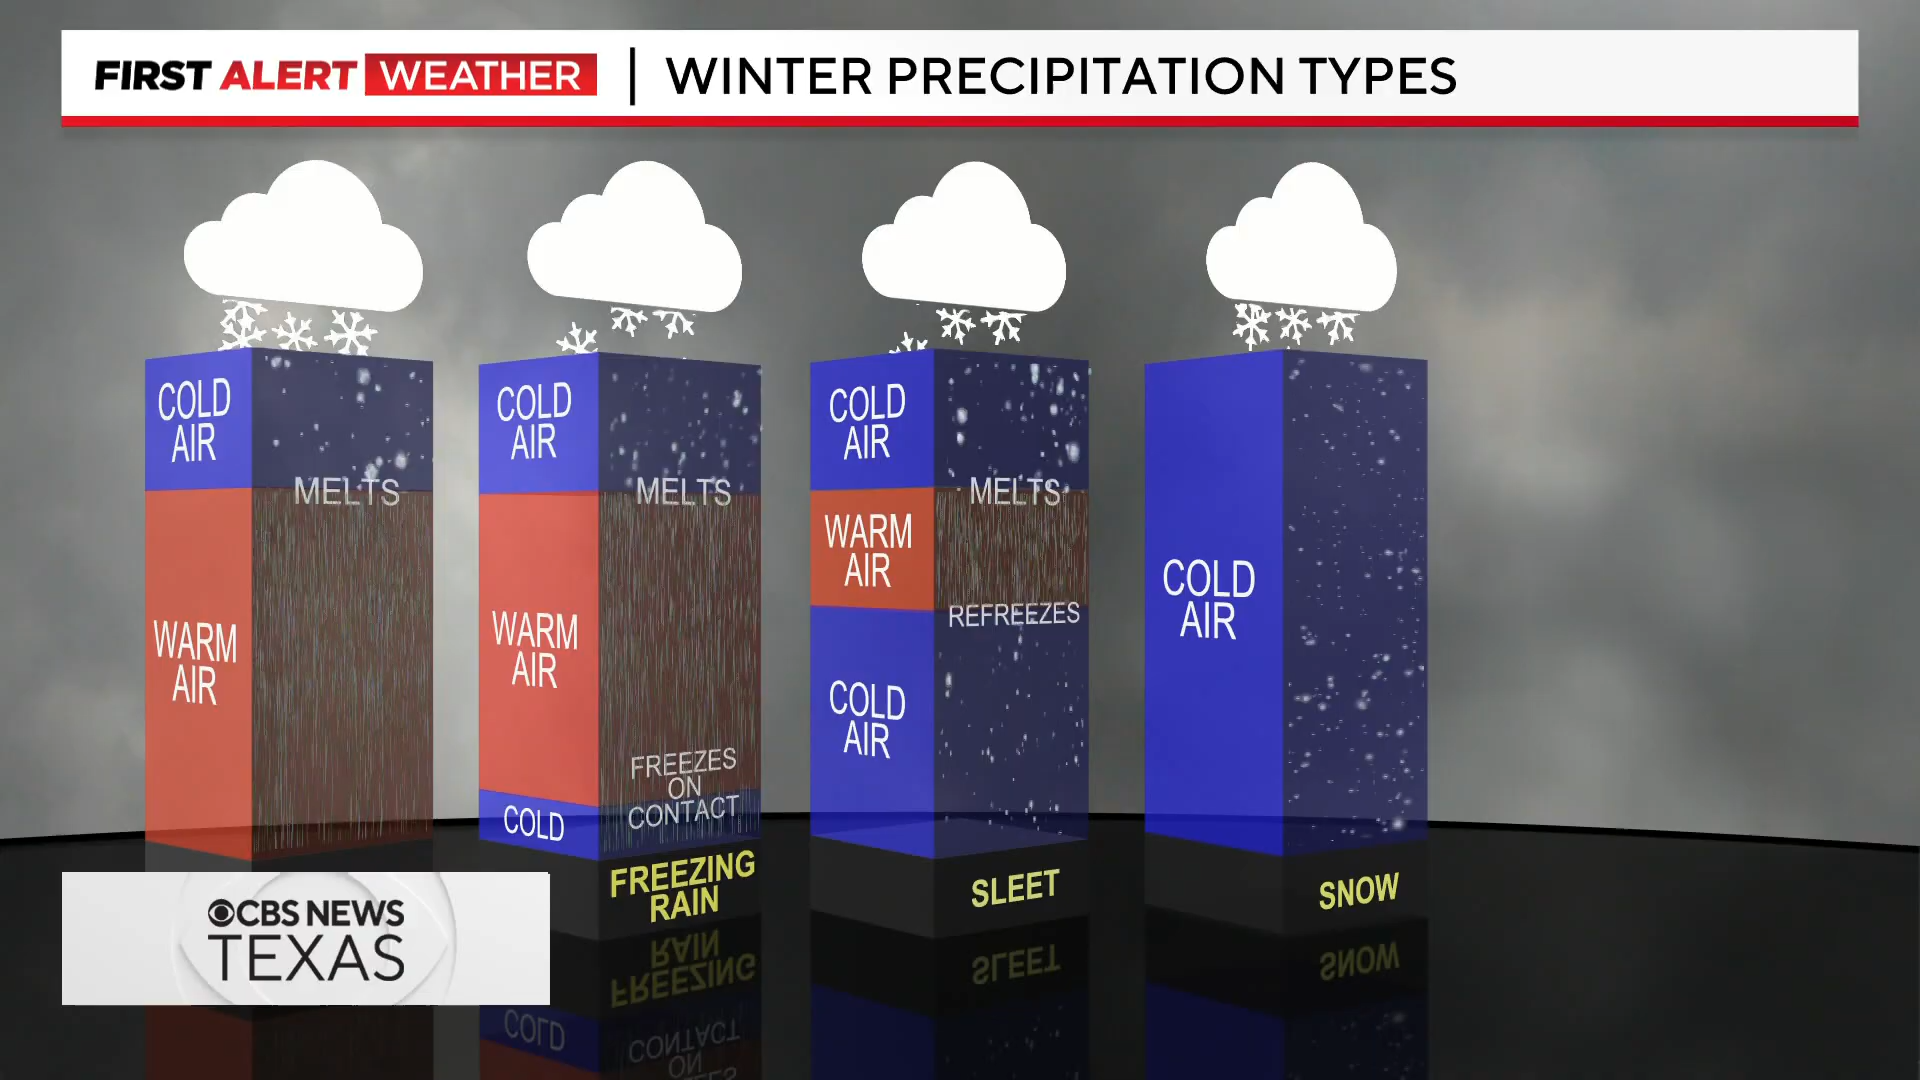 FIRST ALERT WEATHER | WINTER PRECIPITATION TYPES
COLD
AIR
MELTS
WARM
AIR
COLD
AIR
MELTS
WARM
AIR
FREEZES
ON
CONTACT
COLD
FREEZING
RAIN
COLD
AIR
MELTS
WARM
AIR
REFREEZES
COLD
AIR
SLEET
COLD
AIR
SNOW
CBS NEWS
TEXAS